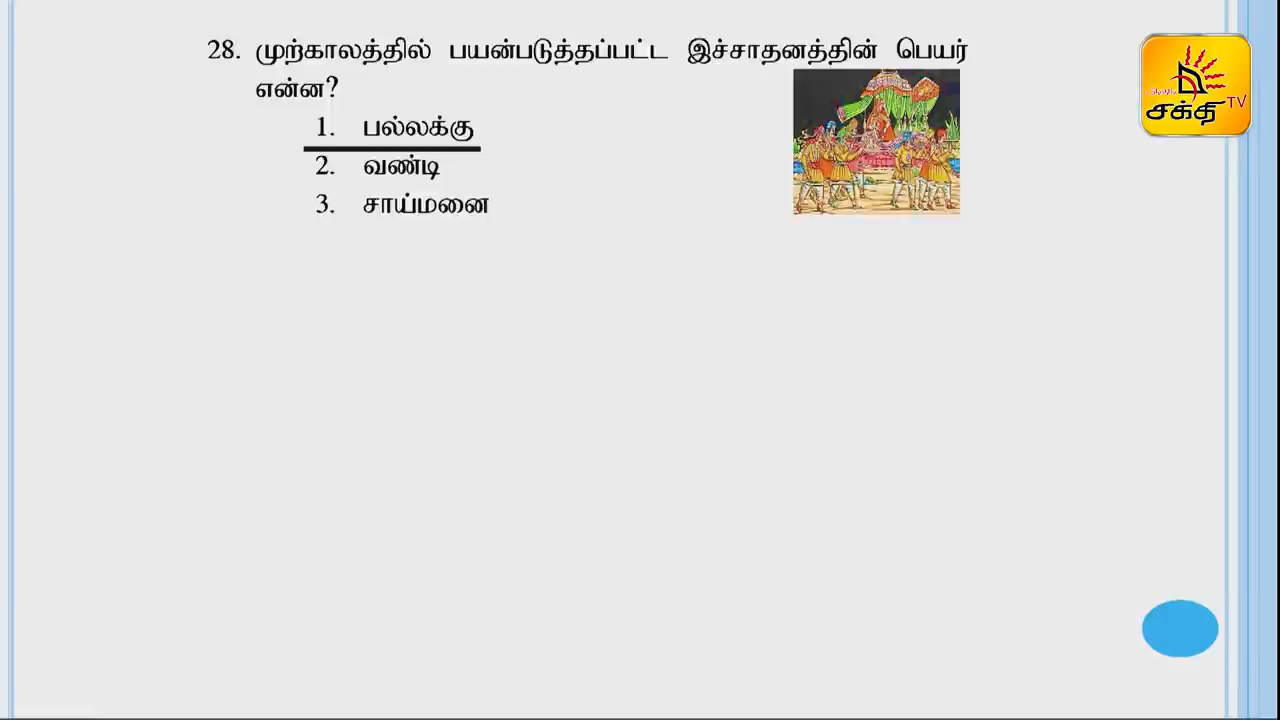 28. முற்காலத்தில் பயன்படுத்தப்பட்ட இச்சாதனத்தின் பெயர்
என்ன?
1. பல்லக்கு
2. வண்டி
3. சாய்மனை
சக்தி TV